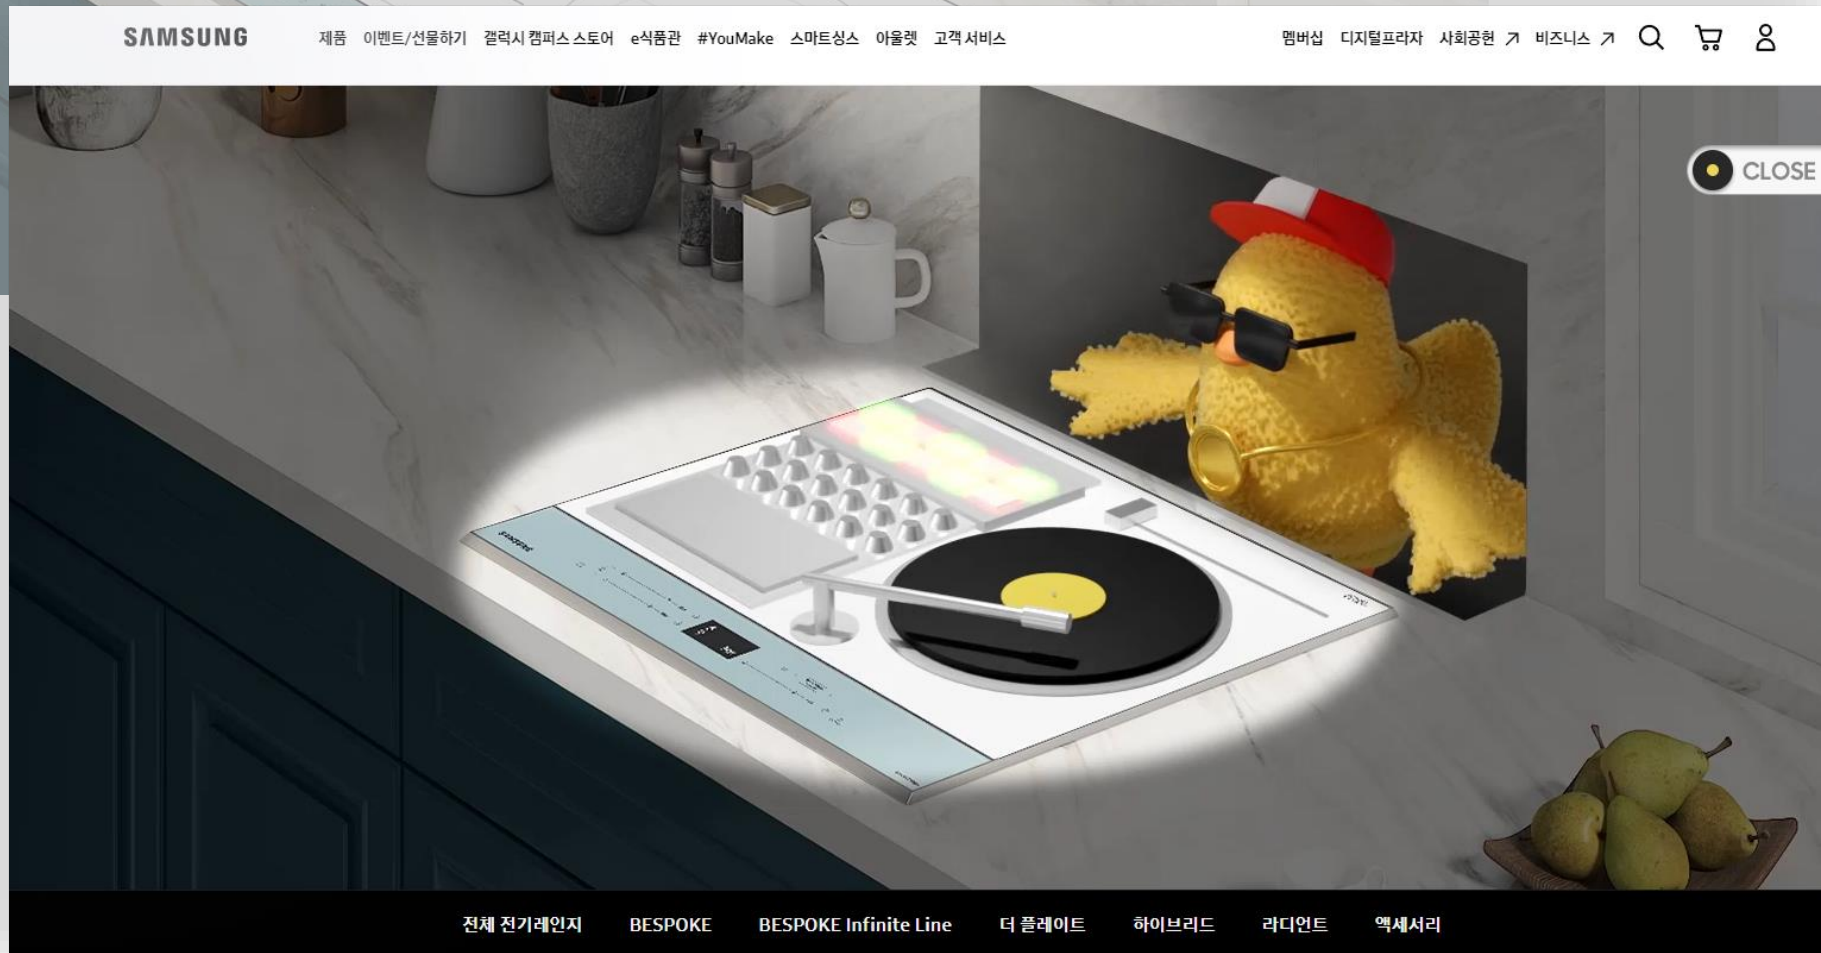 SAMSUNG 제품 이벤트/선물하기 갤럭시 캠퍼스 스토어 e식품관 #YouMake 스마트싱스 아울렛 고객 서비스 멤버십 디지털프라자 사회공헌 비즈니스
CLOSE
SAMSUNG
전체 전기레인지 BESPOKE BESPOKE Infinite Line 더 플레이트 하이브리드 라디언트 액세서리